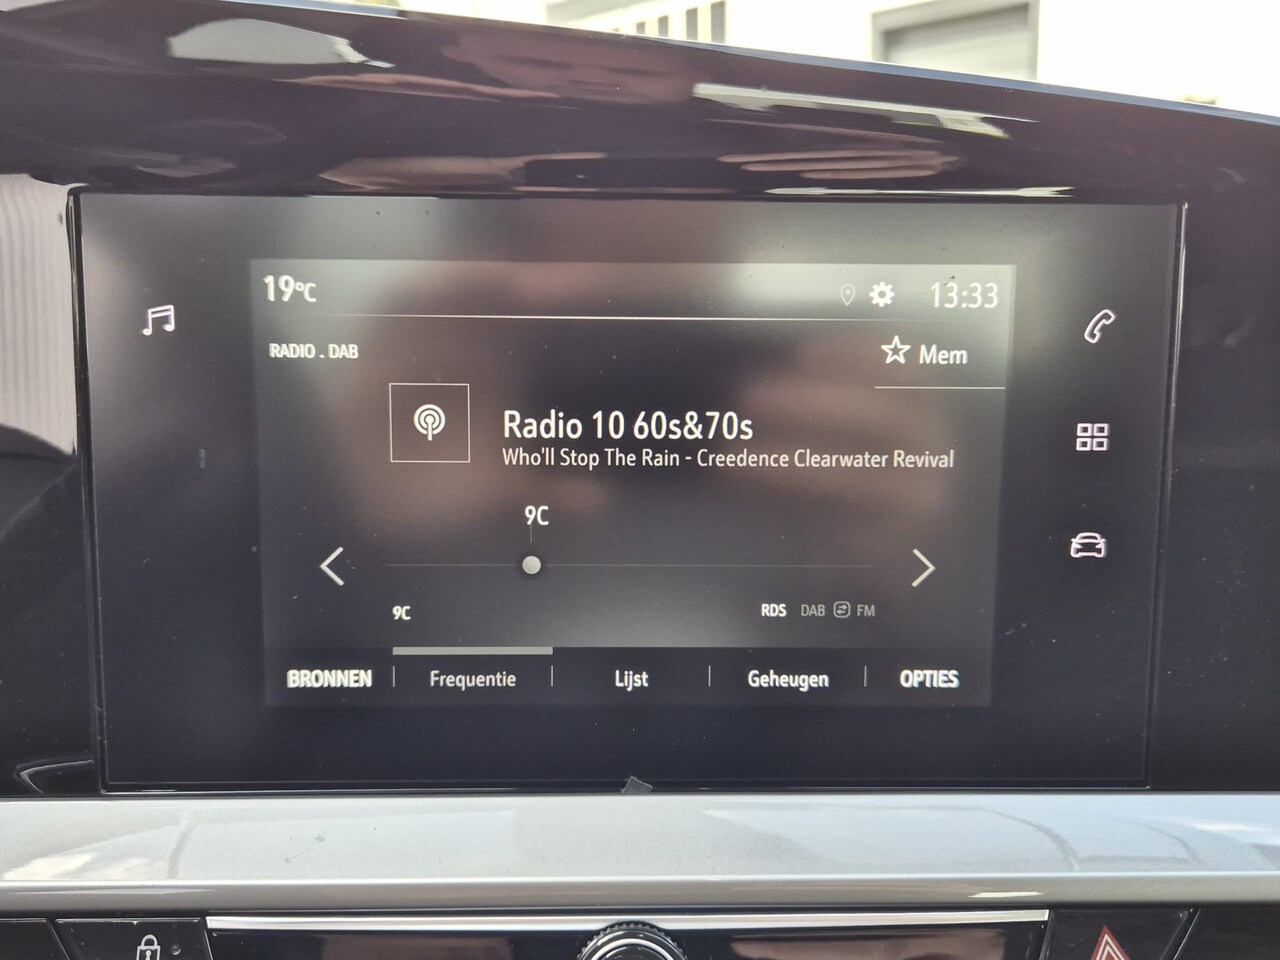 19°C 13:33
RADIO . DAB Mem
Radio 10 60s&70s
Who'll Stop The Rain - Creedence Clearwater Revival
9C
9C RDS DAB FM
BRONNEN Frequentie Lijst Geheugen OPTIES